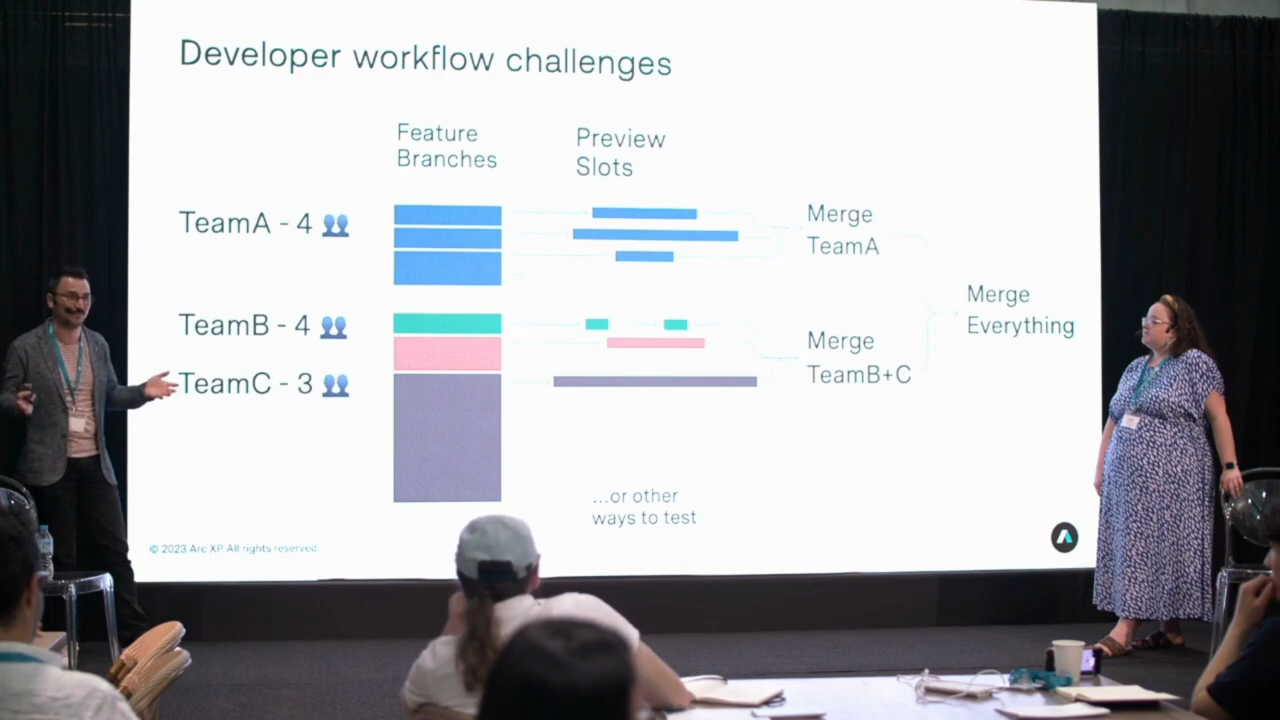 Developer workflow challenges
Feature
Branches
Preview
Slots
TeamA - 4
TeamB - 4
TeamC - 3
Merge
TeamA
Merge
TeamB+C
Merge
Everything
...or other
ways to test
© 2023 Arc XP. All rights reserved.